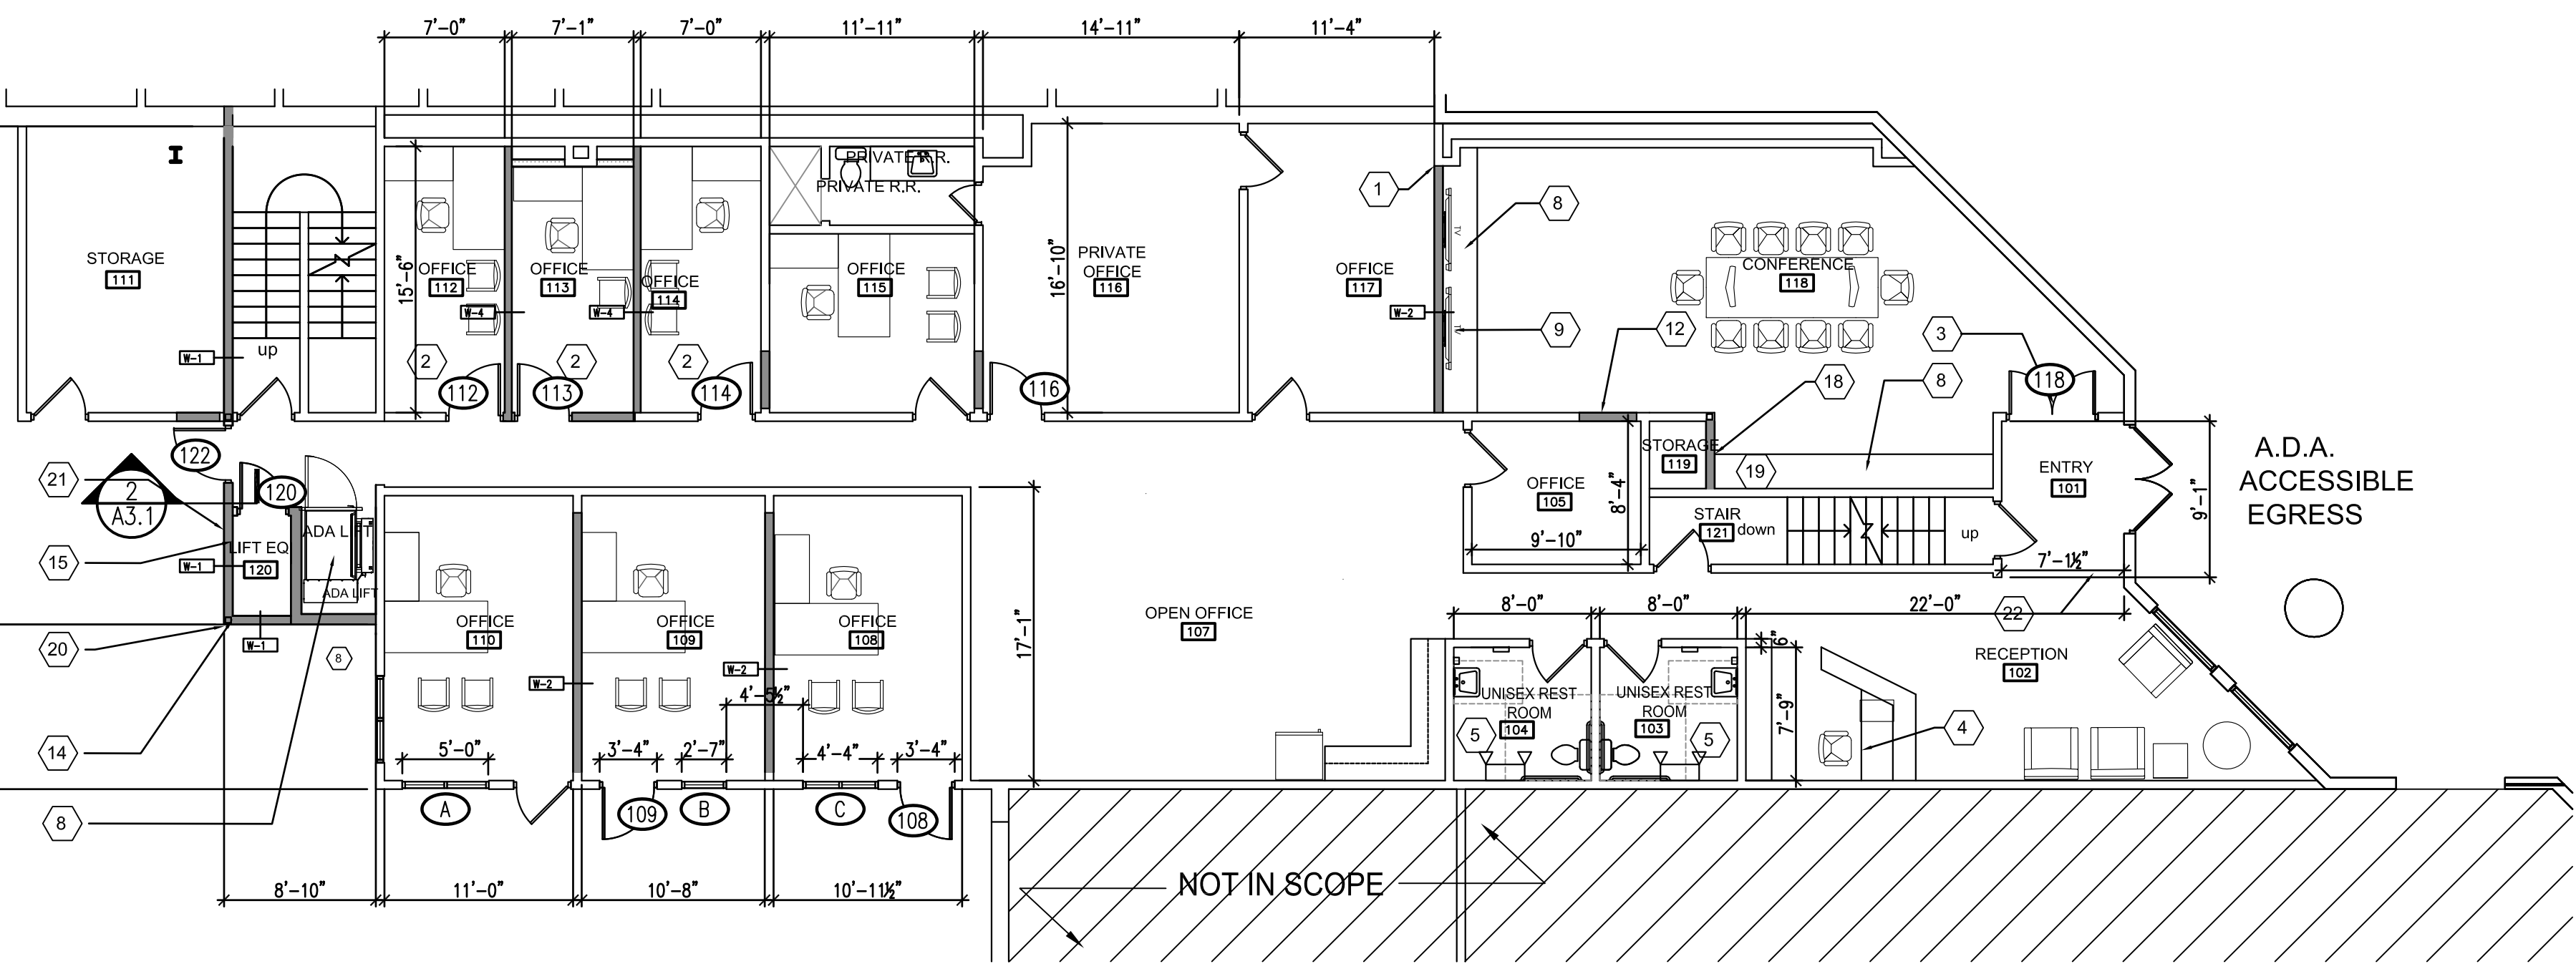 7'-0"
7'-1"
7'-0"
11'-11"
14'-11"
11'-4"
PRIVATE R.R.
PRIVATE R.R.
1
8
TV
STORAGE
111
15'-6"
OFFICE
112
OFFICE
113
OFFICE
114
OFFICE
115
16'-10"
PRIVATE
OFFICE
116
OFFICE
117
CONFERENCE
118
W-4
W-4
W-2
TV
9
12
3
W-1
up
2
2
2
112
113
114
116
18
8
118
122
21
2
A3.1
120
STORAGE
119
19
ENTRY
101
A.D.A.
ACCESSIBLE
EGRESS
OFFICE
105
8'-4"
9'-1"
9'-10"
STAIR
121
down
up
7'-1½"
ADA LIFT
15
LIFT EQ
120
W-1
ADA LIFT
OFFICE
110
OFFICE
109
OFFICE
108
17'-1"
OPEN OFFICE
107
8'-0"
8'-0"
22'-0"
22
20
W-1
8
6"
RECEPTION
102
W-2
W-2
4'-5½"
UNISEX REST
ROOM
104
UNISEX REST
ROOM
103
7'-9"
5
5
4
14
5'-0"
3'-4"
2'-7"
4'-4"
3'-4"
8
A
109
B
C
108
8'-10"
11'-0"
10'-8"
10'-11½"
NOT IN SCOPE